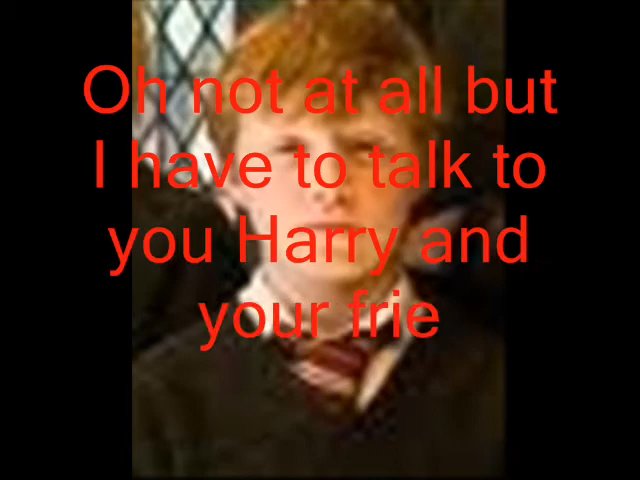 Oh not at all but
I have to talk to
you Harry and
your frie